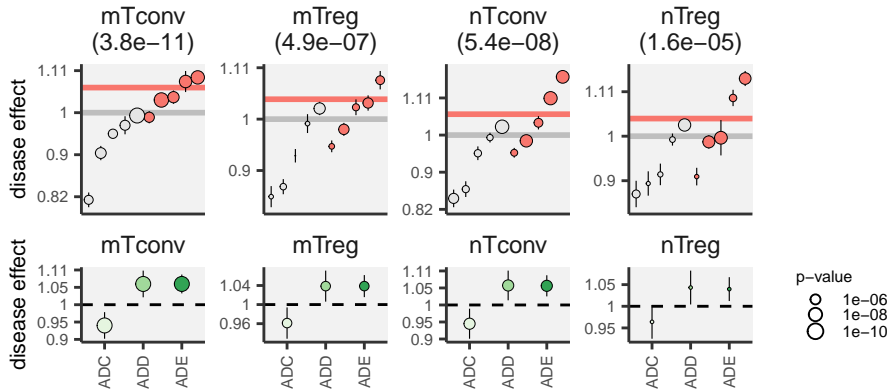 mTconv
(3.8e−11)
mTreg
(4.9e−07)
nTconv
(5.4e−08)
nTreg
(1.6e−05)
disase effect
1.11
1
0.9
0.82
1.11
1
0.9
1.11
1
0.9
0.82
1.11
1
0.9
mTconv
mTreg
nTconv
nTreg
disease effect
1.11
1.05
1
0.95
0.9
1.04
1
0.96
1.11
1.05
1
0.95
0.9
1.05
1
0.95
ADC
ADD
ADE
ADC
ADD
ADE
ADC
ADD
ADE
ADC
ADD
ADE
p−value
1e−06
1e−08
1e−10